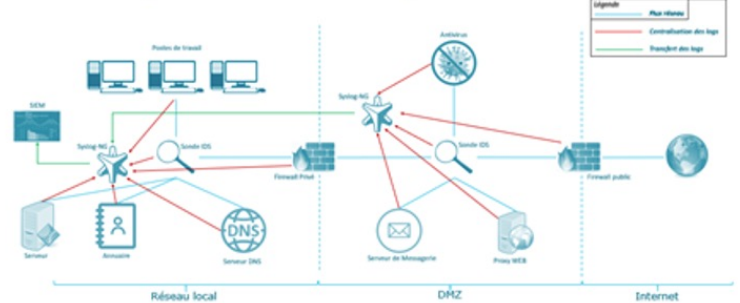 Légende
Flux réseau
Centralisation des logs
Transfert des logs
Postes de travail
Antivirus
Syslog-NG
SIEM
Syslog-NG
Sonde IDS
Sonde IDS
Firewall Privé
Firewall public
Serveur
Annuaire
DNS
Serveur DNS
Serveur de Messagerie
Proxy WEB
Réseau local
DMZ
Internet